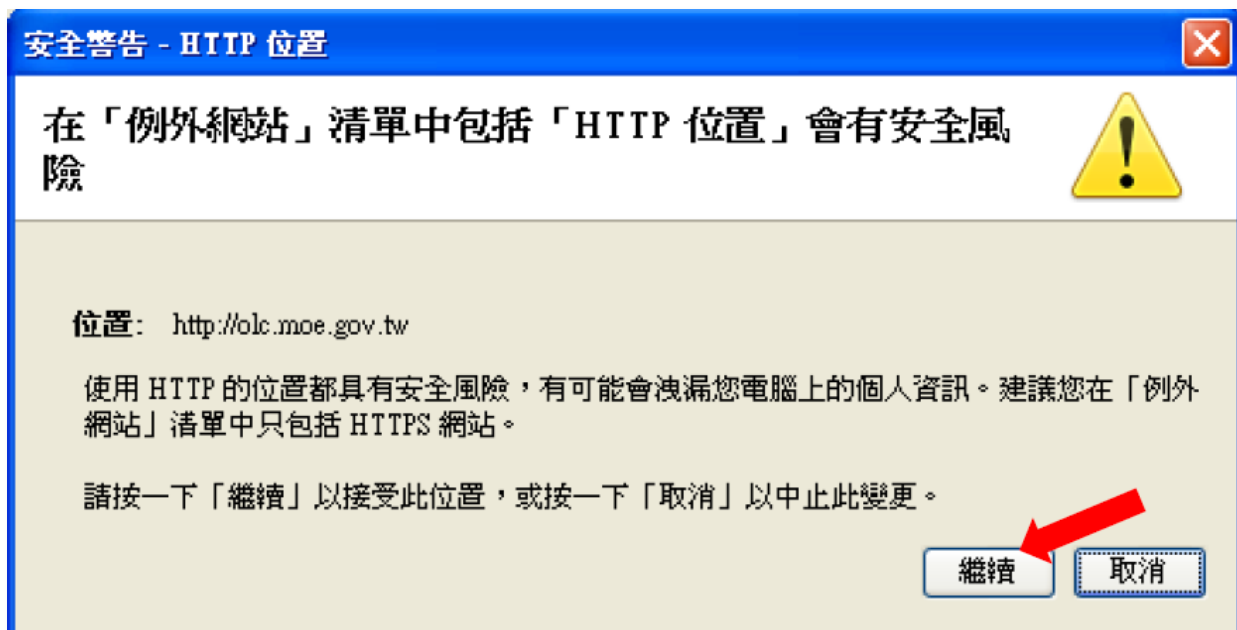 安全警告 - HTTP 位置
在「例外網站」清單中包括「HTTP 位置」會有安全風
險
位置: http://olc.moe.gov.tw
使用 HTTP 的位置都具有安全風險，有可能會洩漏您電腦上的個人資訊。建議您在「例外
網站」清單中只包括 HTTPS 網站。
請按一下「繼續」以接受此位置，或按一下「取消」以中止此變更。
繼續 取消